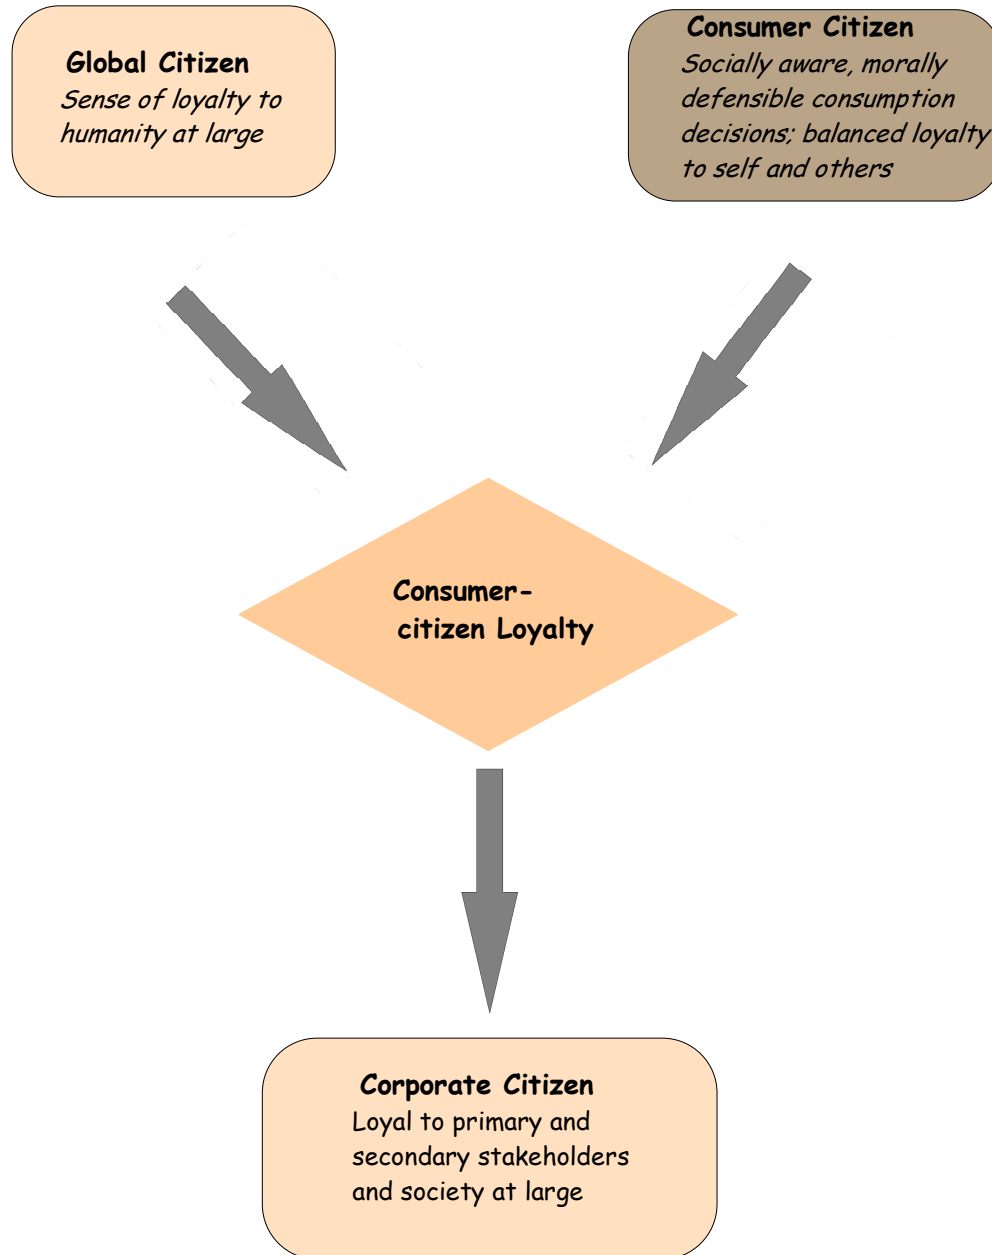 Global Citizen
Sense of loyalty to
humanity at large
Consumer Citizen
Socially aware, morally
defensible consumption
decisions; balanced loyalty
to self and others
Consumer-
citizen Loyalty
Corporate Citizen
Loyal to primary and
secondary stakeholders
and society at large